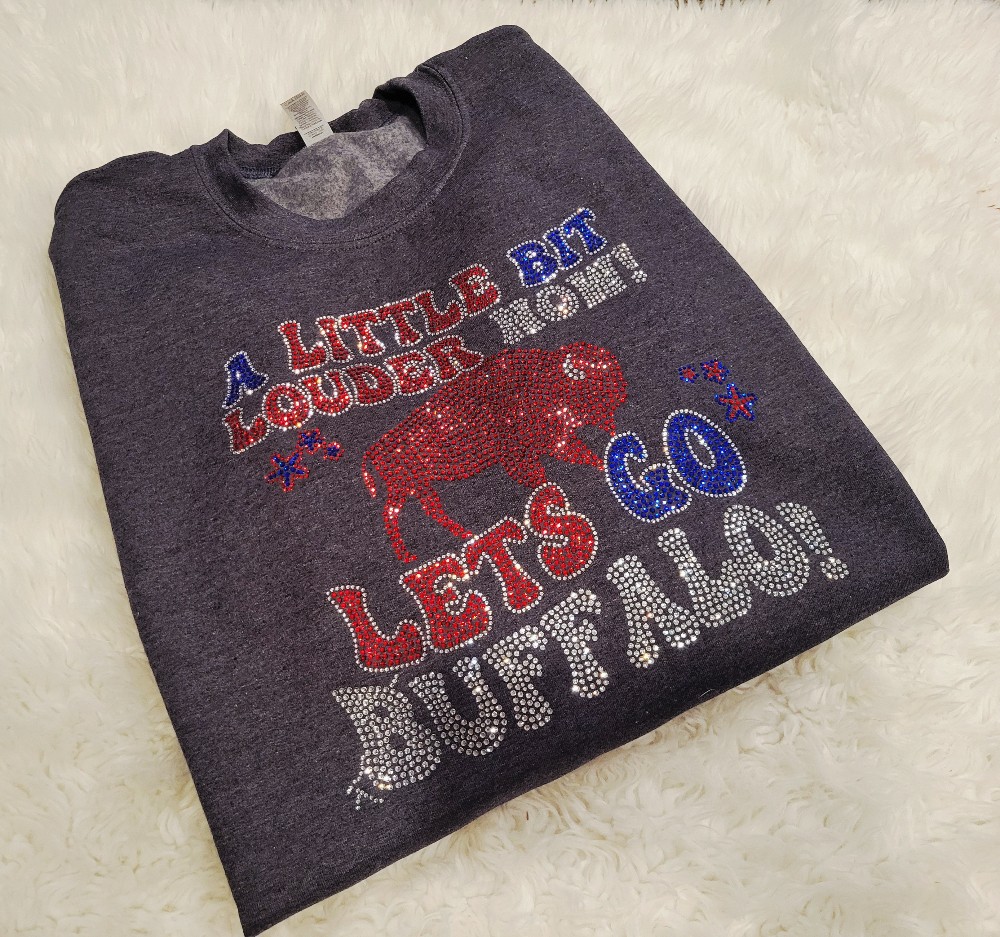 A LITTLE BIT
LOUDER NOW!
LETS GO
BUFFALO!